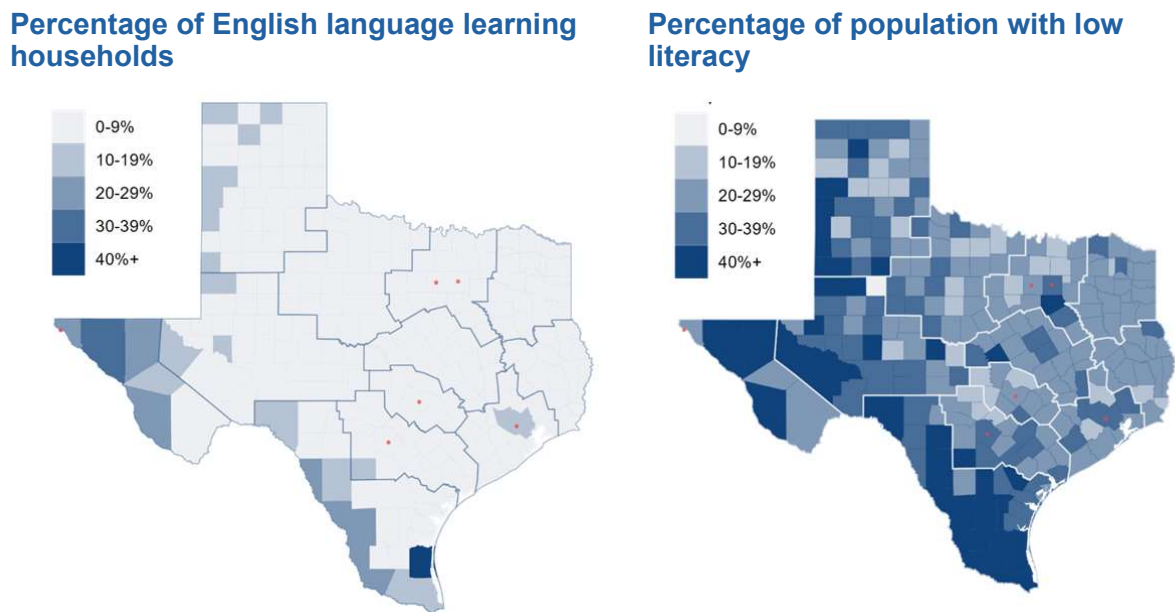 Percentage of English language learning
households
0-9%
10-19%
20-29%
30-39%
40%+
Percentage of population with low
literacy
0-9%
10-19%
20-29%
30-39%
40%+